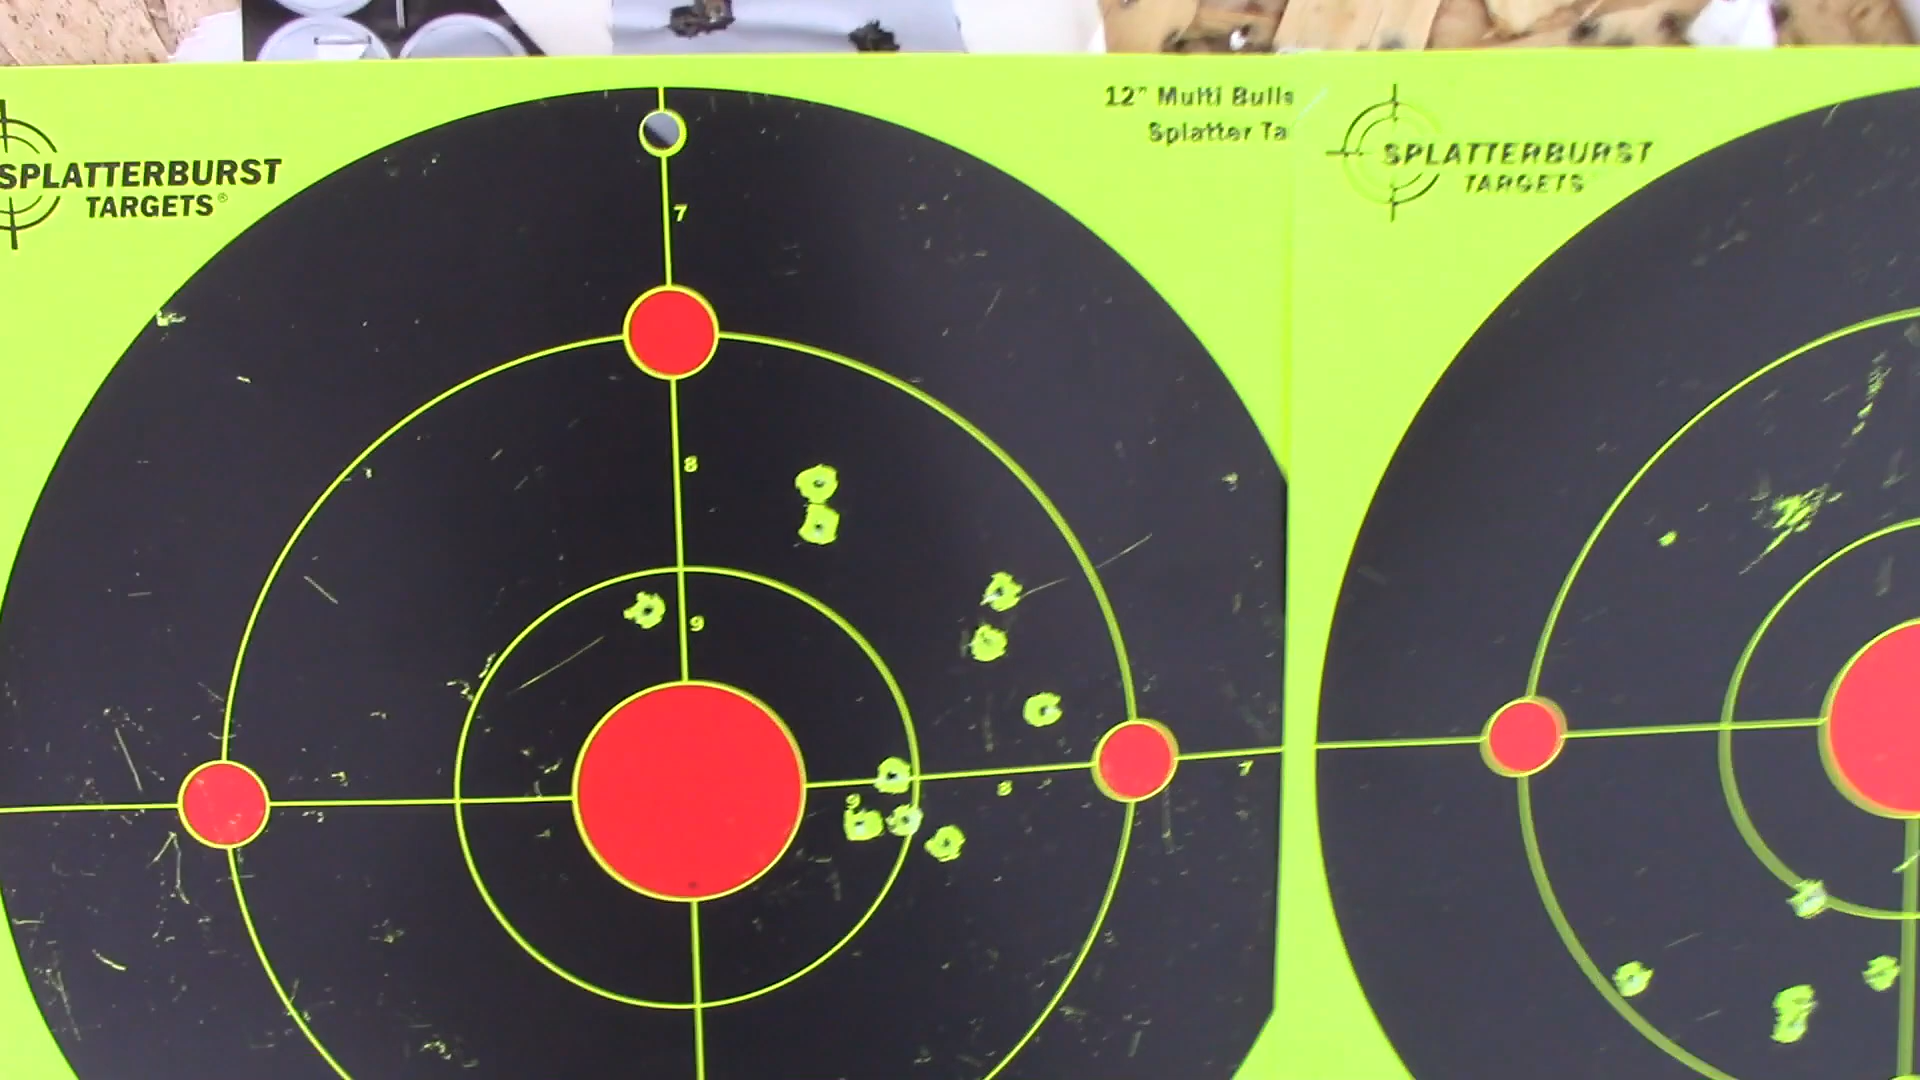 SPLATTERBURST
TARGETS®
12" Multi Bulls
Splatter Ta
SPLATTERBURST
TARGETS
7
8
9
9
8
7